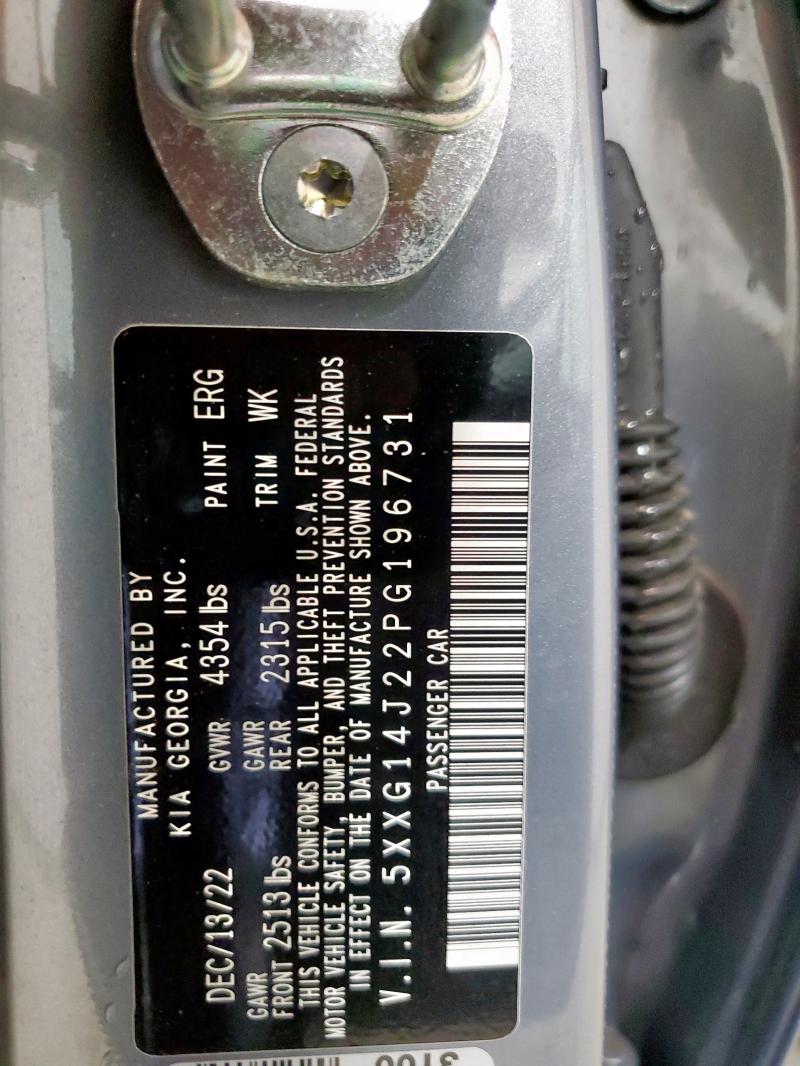 MANUFACTURED BY
KIA GEORGIA, INC.
DEC/13/22 GVWR 4354 lbs PAINT ERG
GAWR FRONT 2513 lbs GAWR REAR 2315 lbs TRIM WK
THIS VEHICLE CONFORMS TO ALL APPLICABLE U.S.A. FEDERAL
MOTOR VEHICLE SAFETY, BUMPER, AND THEFT PREVENTION STANDARDS
IN EFFECT ON THE DATE OF MANUFACTURE SHOWN ABOVE.
V.I.N. 5XXG14J22PG196731
PASSENGER CAR